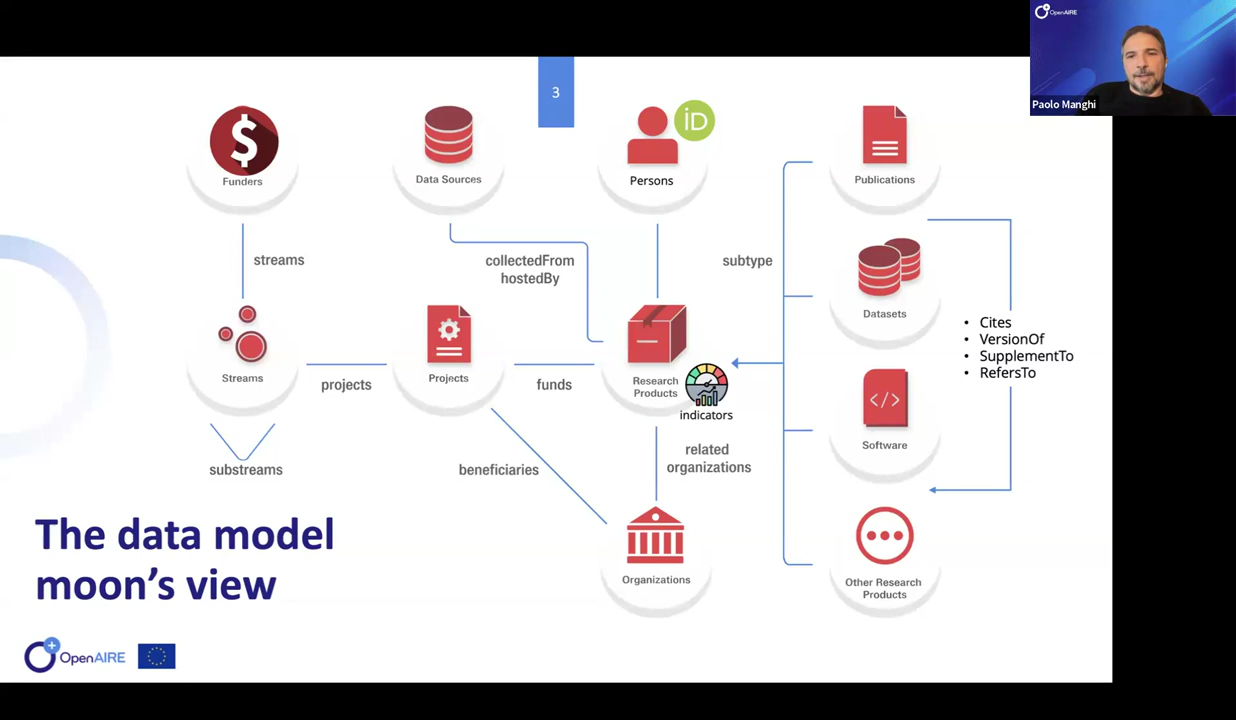 OpenAIRE
Paolo Manghi
3
$
Funders
Data Sources
iD
Persons
Publications
streams
collectedFrom
hostedBy
subtype
Datasets
• Cites
• VersionOf
• SupplementTo
• RefersTo
Streams
projects
Projects
funds
Research
Products
indicators
</>
Software
substreams
beneficiaries
related
organizations
Organizations
Other Research
Products
The data model
moon's view
OpenAIRE